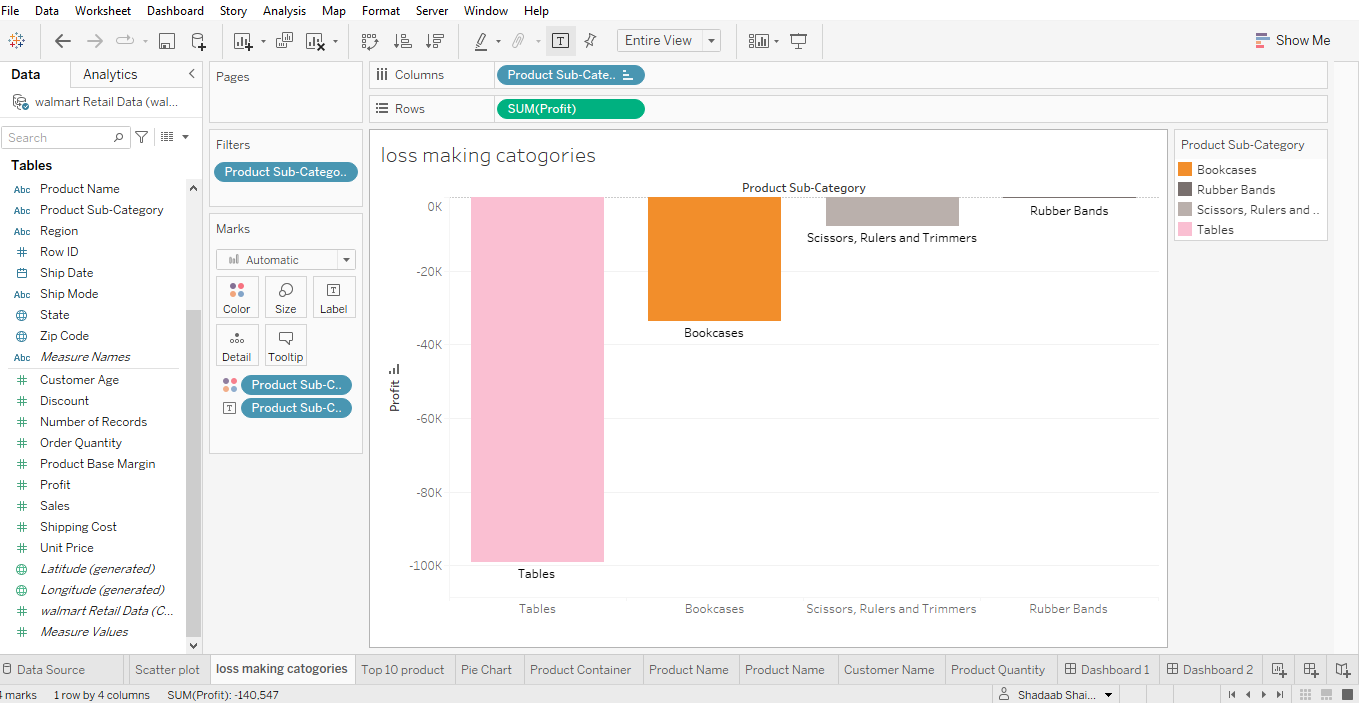 File Data Worksheet Dashboard Story Analysis Map Format Server Window Help
Entire View
Show Me
Data Analytics
walmart Retail Data (wal...
Search
Tables
Abc Product Name
Abc Product Sub-Category
Abc Region
Row ID
Ship Date
Abc Ship Mode
State
Zip Code
Abc Measure Names
Customer Age
Discount
Number of Records
Order Quantity
Product Base Margin
Profit
Sales
Shipping Cost
Unit Price
Latitude (generated)
Longitude (generated)
walmart Retail Data (C...
Measure Values
Pages
Filters
Product Sub-Catego..
Marks
Automatic
Color Size Label
Detail Tooltip
Product Sub-C..
Product Sub-C..
Columns Product Sub-Cate..
Rows SUM(Profit)
loss making catogories
Product Sub-Category
0K
-20K
-40K
-60K
-80K
-100K
Profit
Rubber Bands
Scissors, Rulers and Trimmers
Bookcases
Tables
Tables Bookcases Scissors, Rulers and Trimmers Rubber Bands
Product Sub-Category
Bookcases
Rubber Bands
Scissors, Rulers and ..
Tables
Data Source Scatter plot loss making catogories Top 10 product Pie Chart Product Container Product Name Product Name Customer Name Product Quantity Dashboard 1 Dashboard 2
marks 1 row by 4 columns SUM(Profit): -140,547 Shadaab Shai...